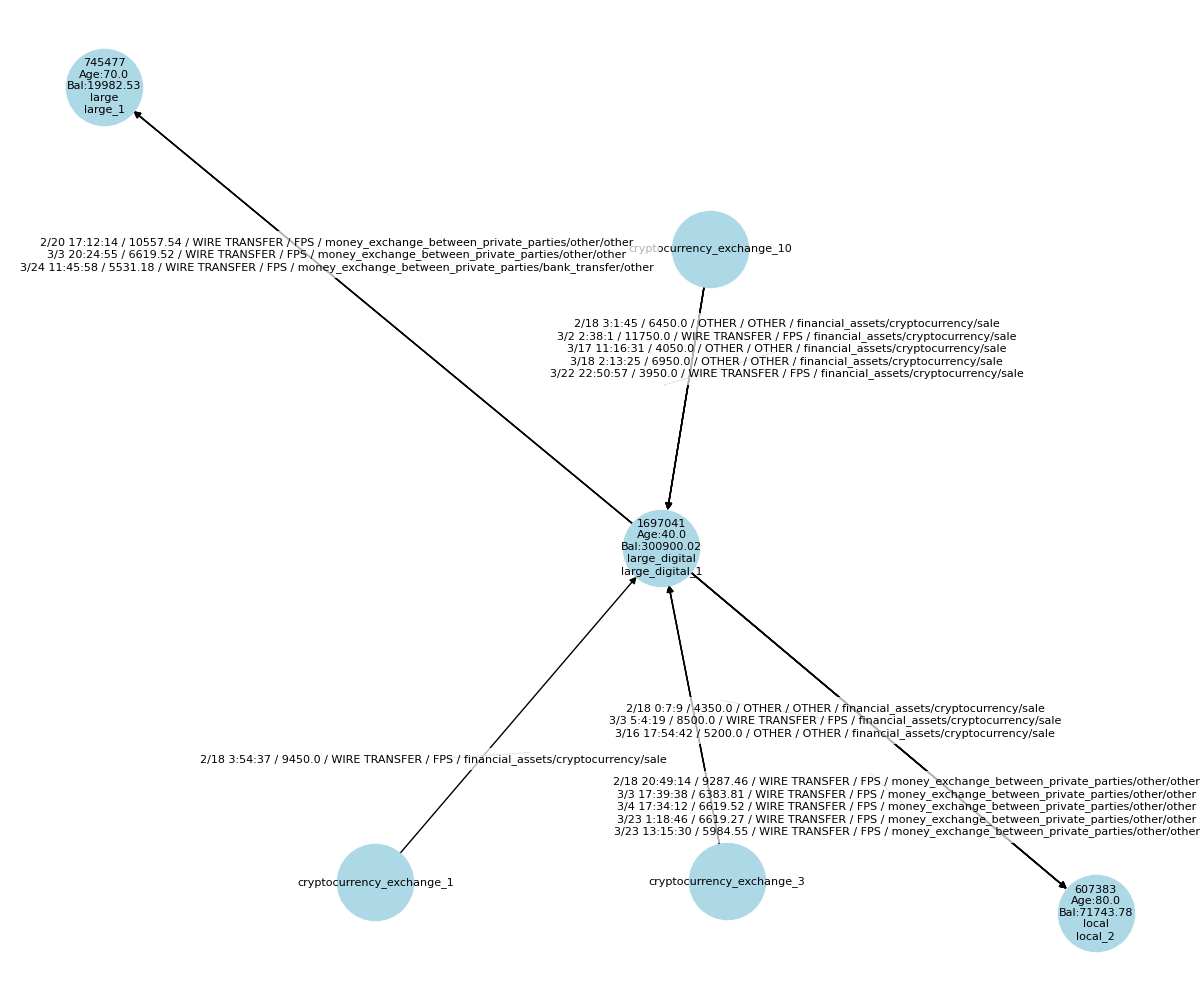 745477
Age:70.0
Bal:19982.53
large
large_1
2/20 17:12:14 / 10557.54 / WIRE TRANSFER / FPS / money_exchange_between_private_parties/other/other
3/3 20:24:55 / 6619.52 / WIRE TRANSFER / FPS / money_exchange_between_private_parties/other/other
3/24 11:45:58 / 5531.18 / WIRE TRANSFER / FPS / money_exchange_between_private_parties/bank_transfer/other
cryptocurrency_exchange_10
2/18 3:1:45 / 6450.0 / OTHER / OTHER / financial_assets/cryptocurrency/sale
3/2 2:38:1 / 11750.0 / WIRE TRANSFER / FPS / financial_assets/cryptocurrency/sale
3/17 11:16:31 / 4050.0 / OTHER / OTHER / financial_assets/cryptocurrency/sale
3/18 2:13:25 / 6950.0 / OTHER / OTHER / financial_assets/cryptocurrency/sale
3/22 22:50:57 / 3950.0 / WIRE TRANSFER / FPS / financial_assets/cryptocurrency/sale
1697041
Age:40.0
Bal:300900.02
large_digital
large_digital_1
2/18 0:7:9 / 4350.0 / OTHER / OTHER / financial_assets/cryptocurrency/sale
3/3 5:4:19 / 8500.0 / WIRE TRANSFER / FPS / financial_assets/cryptocurrency/sale
3/16 17:54:42 / 5200.0 / OTHER / OTHER / financial_assets/cryptocurrency/sale
2/18 3:54:37 / 9450.0 / WIRE TRANSFER / FPS / financial_assets/cryptocurrency/sale
2/18 20:49:14 / 9287.46 / WIRE TRANSFER / FPS / money_exchange_between_private_parties/other/other
3/3 17:39:38 / 6383.81 / WIRE TRANSFER / FPS / money_exchange_between_private_parties/other/other
3/4 17:34:12 / 6619.52 / WIRE TRANSFER / FPS / money_exchange_between_private_parties/other/other
3/23 1:18:46 / 6619.27 / WIRE TRANSFER / FPS / money_exchange_between_private_parties/other/other
3/23 13:15:30 / 5984.55 / WIRE TRANSFER / FPS / money_exchange_between_private_parties/other/other
cryptocurrency_exchange_1
cryptocurrency_exchange_3
607383
Age:80.0
Bal:71743.78
local
local_2